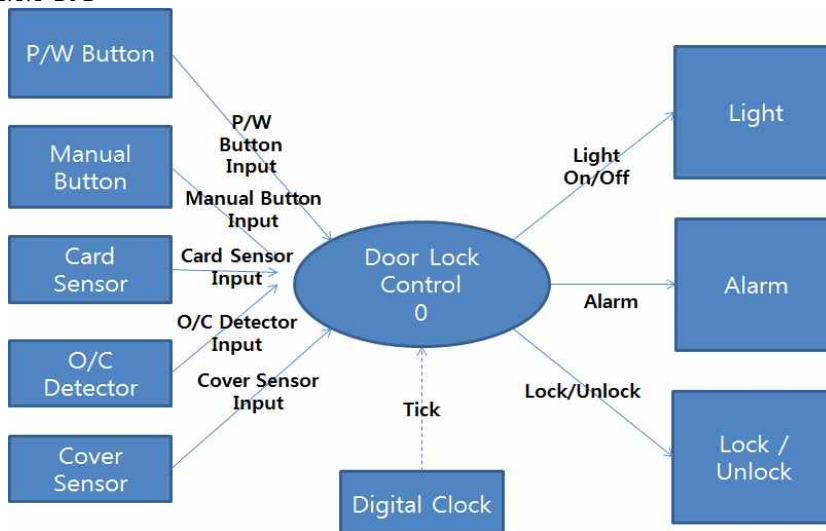 P/W Button
Manual
Button
Card
Sensor
O/C
Detector
Cover
Sensor
P/W
Button
Input
Manual Button
Input
Card Sensor
Input
O/C Detector
Input
Cover Sensor
Input
Door Lock
Control
0
Tick
Digital Clock
Light
On/Off
Alarm
Lock/Unlock
Light
Alarm
Lock /
Unlock